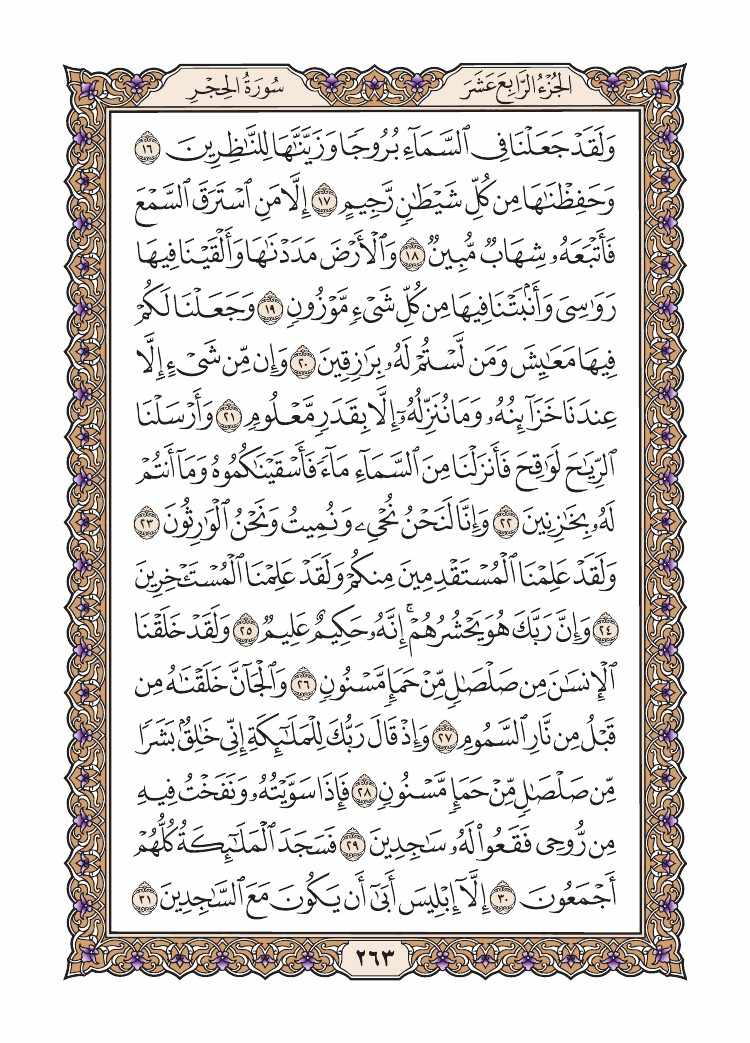 الجُزْءُ الرَّابِعَ عَشَرَ
سُورَةُ الحِجْرِ
وَلَقَدْ جَعَلْنَا فِي ٱلسَّمَآءِ بُرُوجًا وَزَيَّنَّٰهَا لِلنَّٰظِرِينَ ١٦
وَحَفِظْنَٰهَا مِن كُلِّ شَيْطَٰنٍ رَّجِيمٍ ١٧ إِلَّا مَنِ ٱسْتَرَقَ ٱلسَّمْعَ
فَأَتْبَعَهُۥ شِهَابٌ مُّبِينٌ ١٨ وَٱلْأَرْضَ مَدَدْنَٰهَا وَأَلْقَيْنَا فِيهَا
رَوَٰسِيَ وَأَنۢبَتْنَا فِيهَا مِن كُلِّ شَيْءٍ مَّوْزُونٍ ١٩ وَجَعَلْنَا لَكُمْ
فِيهَا مَعَٰيِشَ وَمَن لَّسْتُمْ لَهُۥ بِرَٰزِقِينَ ٢٠ وَإِن مِّن شَيْءٍ إِلَّا
عِندَنَا خَزَآئِنُهُۥ وَمَا نُنَزِّلُهُۥٓ إِلَّا بِقَدَرٍ مَّعْلُومٍ ٢١ وَأَرْسَلْنَا
ٱلرِّيَٰحَ لَوَٰقِحَ فَأَنزَلْنَا مِنَ ٱلسَّمَآءِ مَآءً فَأَسْقَيْنَٰكُمُوهُ وَمَآ أَنتُمْ
لَهُۥ بِخَٰزِنِينَ ٢٢ وَإِنَّا لَنَحْنُ نُحْيِۦ وَنُمِيتُ وَنَحْنُ ٱلْوَٰرِثُونَ ٢٣
وَلَقَدْ عَلِمْنَا ٱلْمُسْتَقْدِمِينَ مِنكُمْ وَلَقَدْ عَلِمْنَا ٱلْمُسْتَـْٔخِرِينَ
٢٤ وَإِنَّ رَبَّكَ هُوَ يَحْشُرُهُمْ ۚ إِنَّهُۥ حَكِيمٌ عَلِيمٌ ٢٥ وَلَقَدْ خَلَقْنَا
ٱلْإِنسَٰنَ مِن صَلْصَٰلٍ مِّنْ حَمَإٍ مَّسْنُونٍ ٢٦ وَٱلْجَآنَّ خَلَقْنَٰهُ مِن
قَبْلُ مِن نَّارِ ٱلسَّمُومِ ٢٧ وَإِذْ قَالَ رَبُّكَ لِلْمَلَٰٓئِكَةِ إِنِّي خَٰلِقٌۢ بَشَرًا
مِّن صَلْصَٰلٍ مِّنْ حَمَإٍ مَّسْنُونٍ ٢٨ فَإِذَا سَوَّيْتُهُۥ وَنَفَخْتُ فِيهِ
مِن رُّوحِي فَقَعُوا۟ لَهُۥ سَٰجِدِينَ ٢٩ فَسَجَدَ ٱلْمَلَٰٓئِكَةُ كُلُّهُمْ
أَجْمَعُونَ ٣٠ إِلَّآ إِبْلِيسَ أَبَىٰٓ أَن يَكُونَ مَعَ ٱلسَّٰجِدِينَ ٣١
٢٦٣